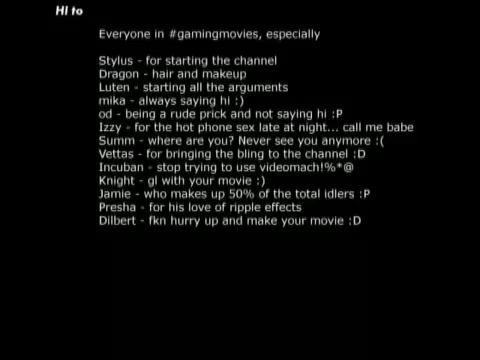 Hi to
Everyone in #gamingmovies, especially
Stylus - for starting the channel
Dragon - hair and makeup
Luten - starting all the arguments
mika - always saying hi :)
od - being a rude prick and not saying hi :P
Izzy - for the hot phone sex late at night... call me babe
Summ - where are you? Never see you anymore :(
Vettas - for bringing the bling to the channel :D
Incuban - stop trying to use videomach!%*@
Knight - gl with your movie :)
Jamie - who makes up 50% of the total idlers :P
Presha - for his love of ripple effects
Dilbert - fkn hurry up and make your movie :D